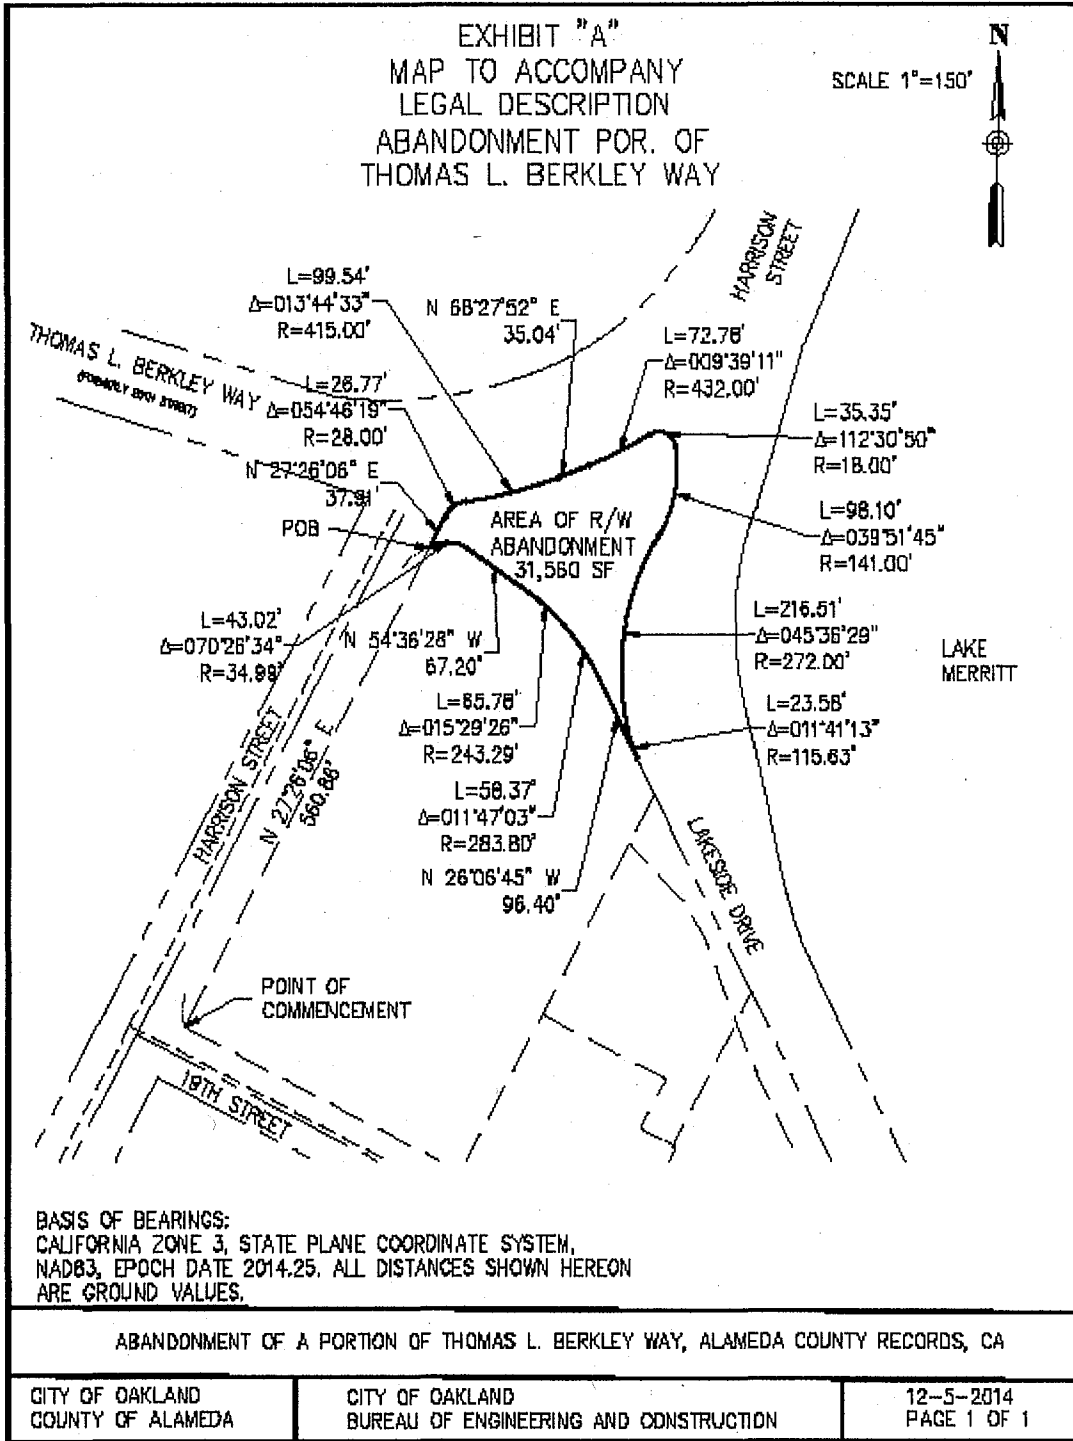 EXHIBIT "A"
MAP TO ACCOMPANY
LEGAL DESCRIPTION
ABANDONMENT POR. OF
THOMAS L. BERKLEY WAY
N
SCALE 1"=150'
HARRISON
STREET
L=99.54'
Δ=013°44'33"
R=415.00'
N 68°27'52" E
35.04'
L=72.78'
Δ=009°39'11"
R=432.00'
THOMAS L. BERKLEY WAY
L=26.77'
Δ=054°46'19"
R=28.00'
L=35.35'
Δ=112°30'50"
R=18.00'
N 27°26'06" E
37.91'
POB
AREA OF R/W
ABANDONMENT
31,560 SF
L=98.10'
Δ=039°51'45"
R=141.00'
L=43.02'
Δ=070°26'34"
R=34.99'
N 54°36'28" W
67.20'
L=216.51'
Δ=045°36'29"
R=272.00'
LAKE
MERRITT
L=65.78'
Δ=015°29'26"
R=243.29'
L=23.58'
Δ=011°41'13"
R=115.63'
HARRISON STREET
N 27°26'06" E
560.88'
L=58.37'
Δ=011°47'03"
R=283.80'
N 26°06'45" W
96.40'
LAKESIDE DRIVE
POINT OF
COMMENCEMENT
19TH STREET
BASIS OF BEARINGS:
CALIFORNIA ZONE 3, STATE PLANE COORDINATE SYSTEM,
NAD83, EPOCH DATE 2014.25. ALL DISTANCES SHOWN HEREON
ARE GROUND VALUES.
ABANDONMENT OF A PORTION OF THOMAS L. BERKLEY WAY, ALAMEDA COUNTY RECORDS, CA
CITY OF OAKLAND
COUNTY OF ALAMEDA
CITY OF OAKLAND
BUREAU OF ENGINEERING AND CONSTRUCTION
12-5-2014
PAGE 1 OF 1